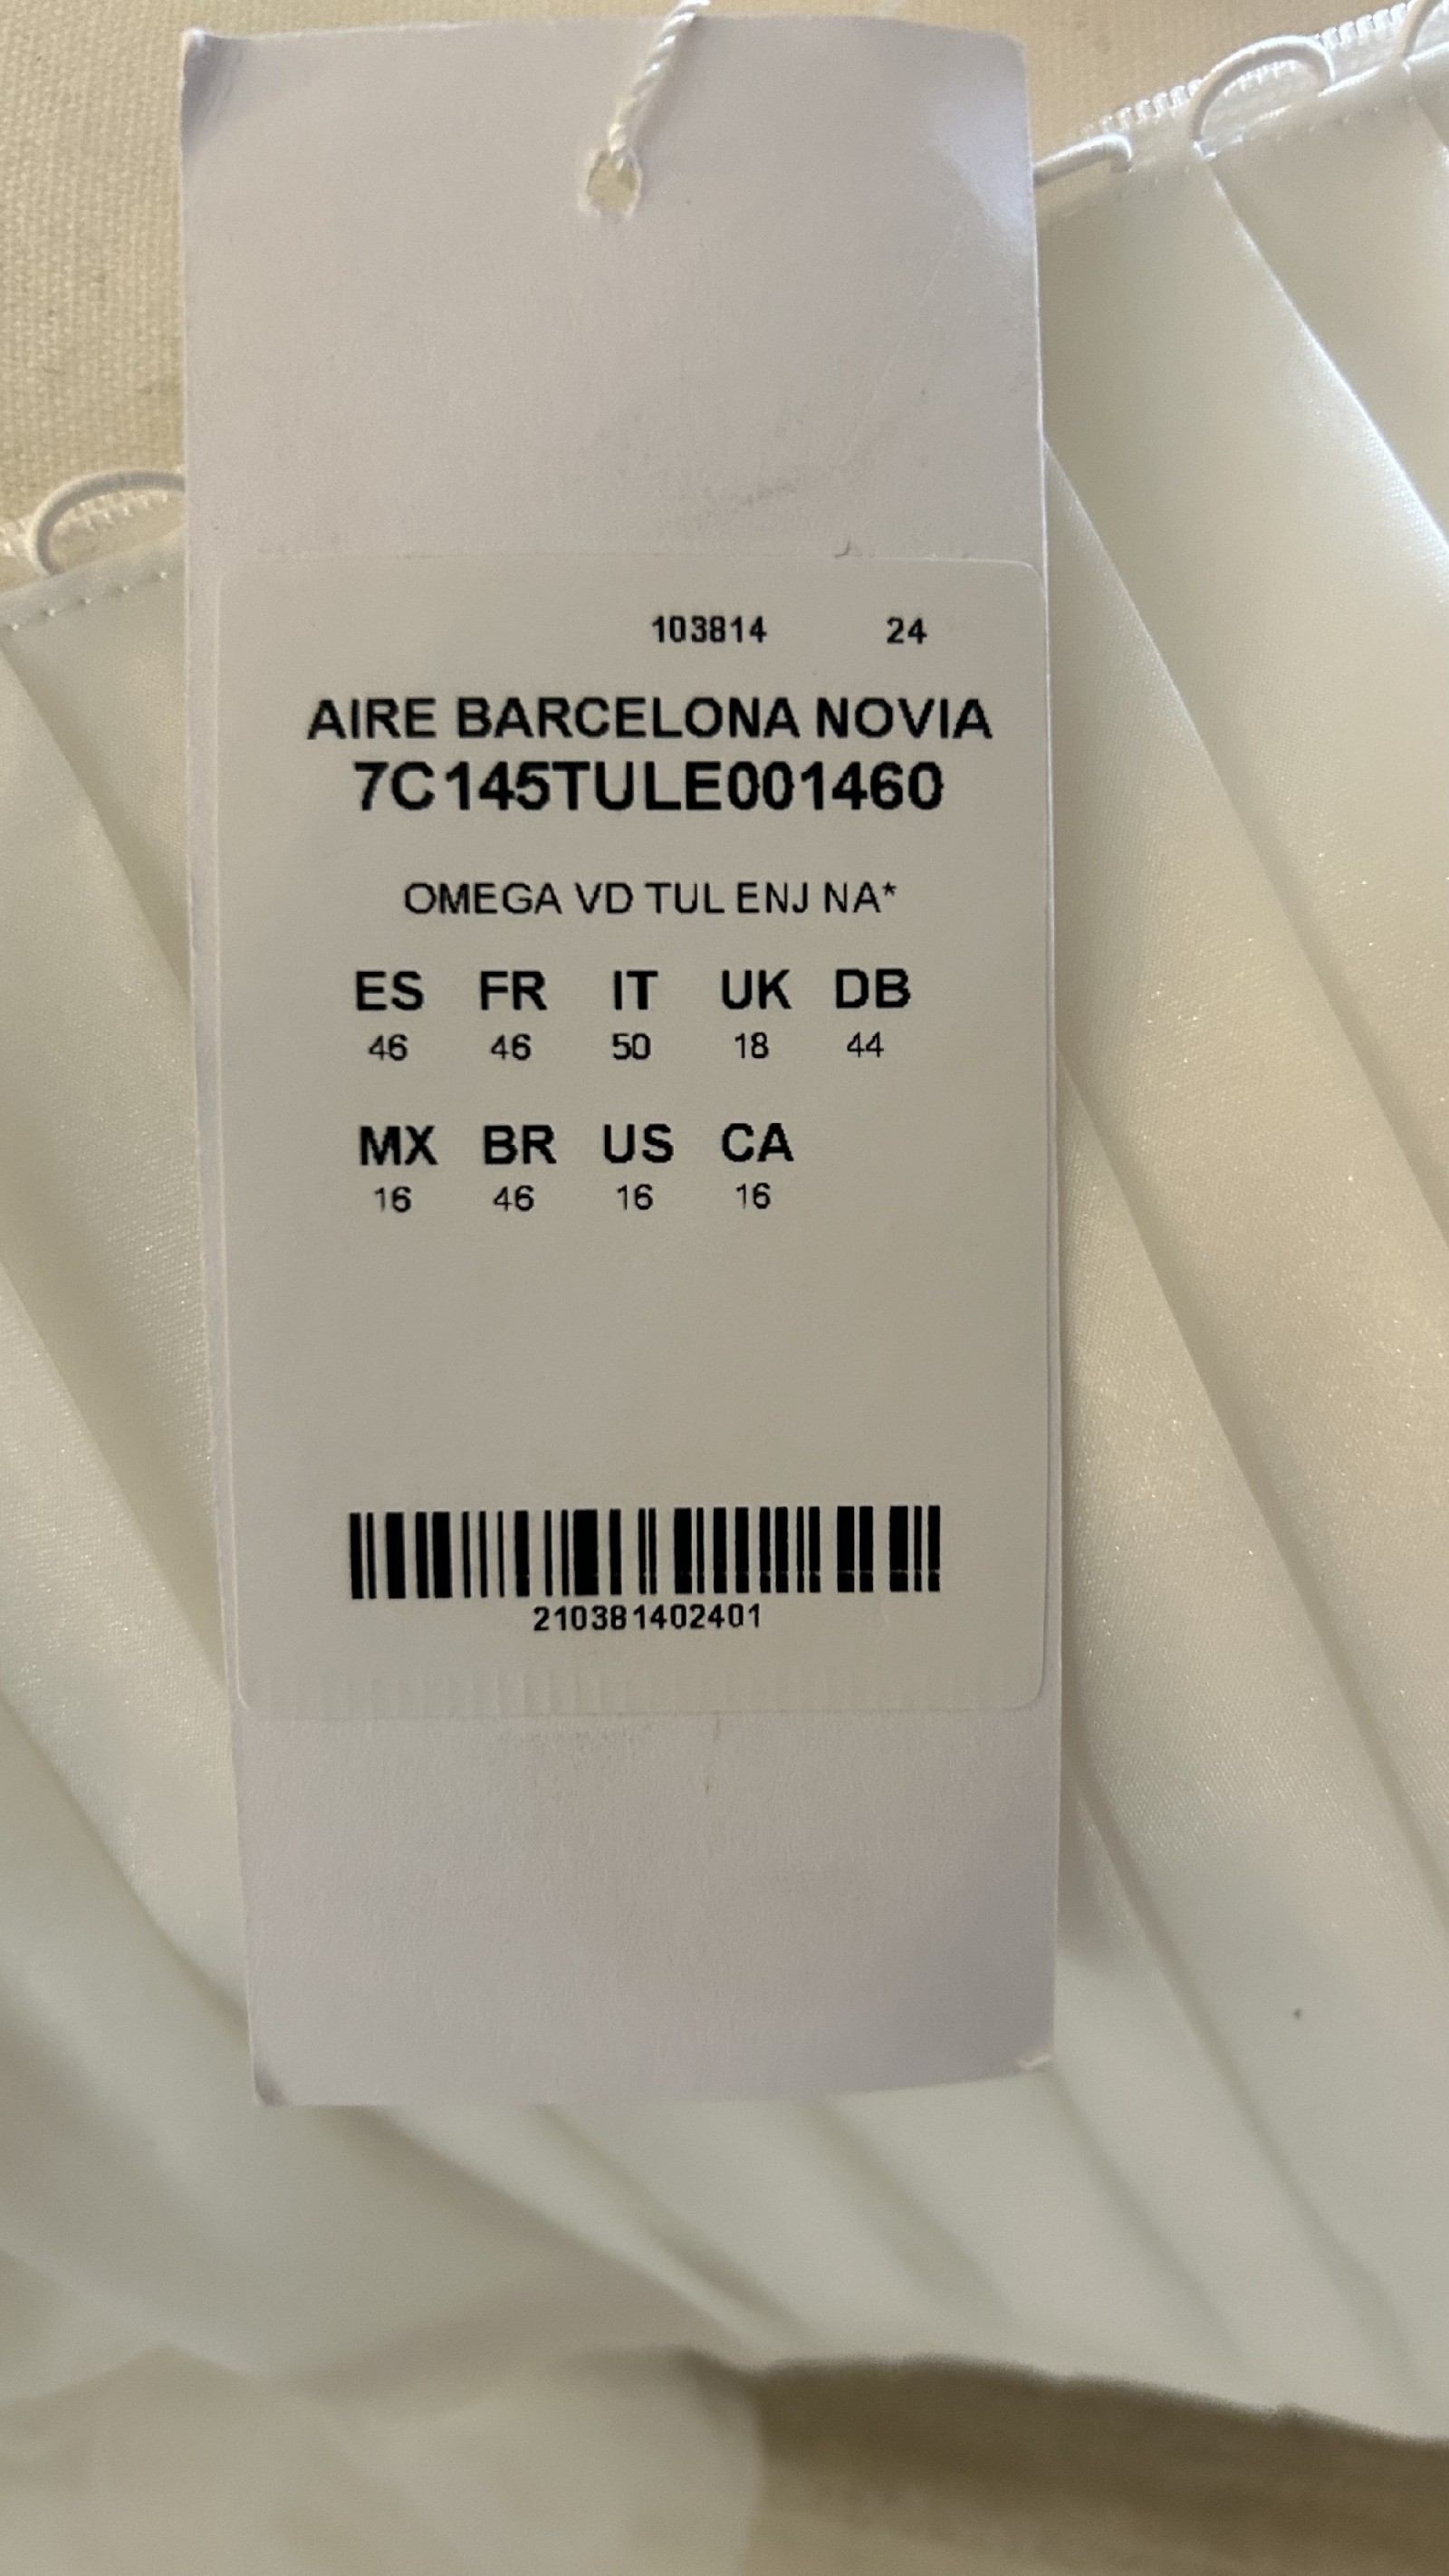 103814 24
AIRE BARCELONA NOVIA
7C145TULE001460
OMEGA VD TUL ENJ NA*
ES FR IT UK DB
46 46 50 18 44
MX BR US CA
16 46 16 16
210381402401